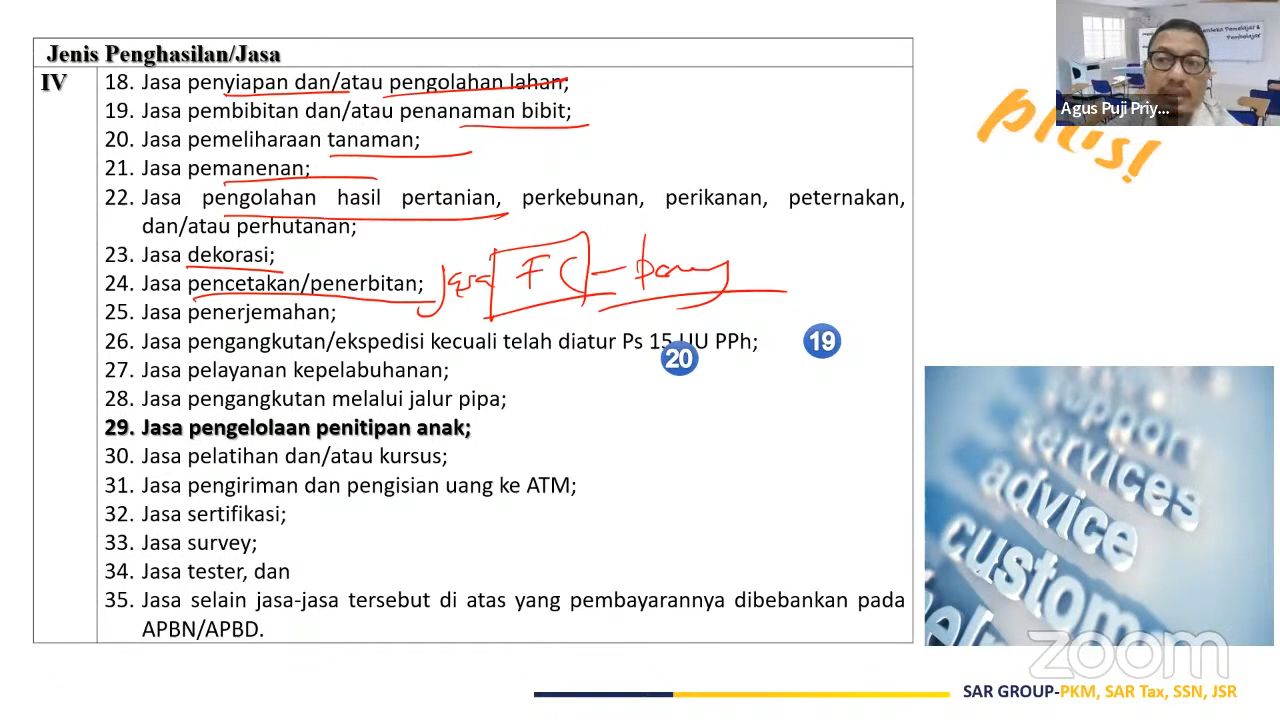 Jenis Penghasilan/Jasa
IV
18. Jasa penyiapan dan/atau pengolahan lahan;
19. Jasa pembibitan dan/atau penanaman bibit;
20. Jasa pemeliharaan tanaman;
21. Jasa pemanenan;
22. Jasa pengolahan hasil pertanian, perkebunan, perikanan, peternakan,
dan/atau perhutanan;
23. Jasa dekorasi;
24. Jasa pencetakan/penerbitan;
Jasa FC -
25. Jasa penerjemahan;
26. Jasa pengangkutan/ekspedisi kecuali telah diatur Ps 15 UU PPh;
19
20
27. Jasa pelayanan kepelabuhanan;
28. Jasa pengangkutan melalui jalur pipa;
29. Jasa pengelolaan penitipan anak;
30. Jasa pelatihan dan/atau kursus;
31. Jasa pengiriman dan pengisian uang ke ATM;
32. Jasa sertifikasi;
33. Jasa survey;
34. Jasa tester, dan
35. Jasa selain jasa-jasa tersebut di atas yang pembayarannya dibebankan pada
APBN/APBD.
Agus Puji Priy...
plus!
support
services
advice
custom
help
zoom
SAR GROUP-PKM, SAR Tax, SSN, JSR